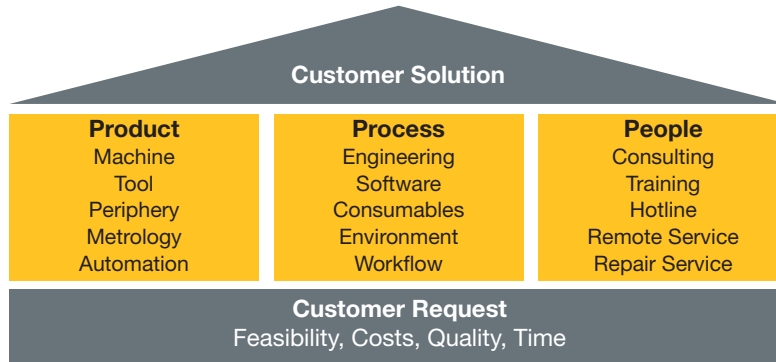 Customer Solution
Product
Machine
Tool
Periphery
Metrology
Automation
Process
Engineering
Software
Consumables
Environment
Workflow
People
Consulting
Training
Hotline
Remote Service
Repair Service
Customer Request
Feasibility, Costs, Quality, Time